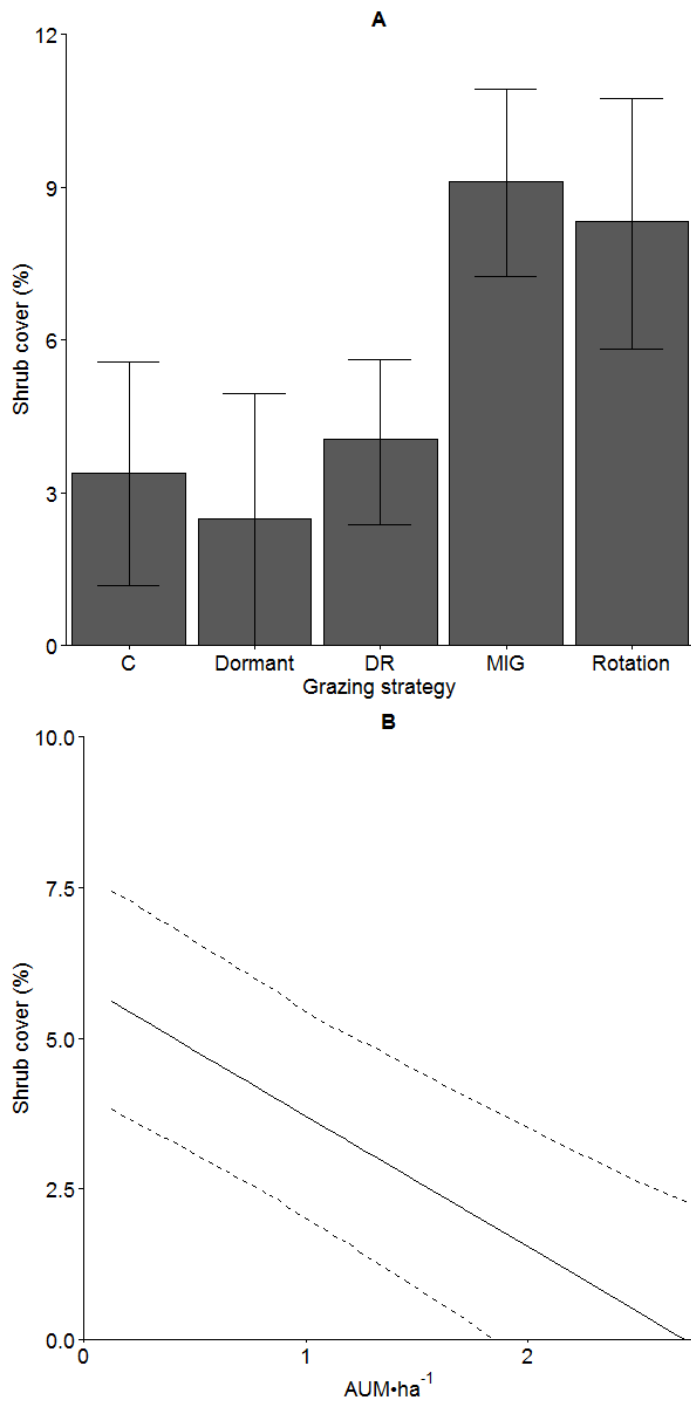 A
12
9
6
3
0
Shrub cover (%)
C Dormant DR MIG Rotation
Grazing strategy
B
10.0
7.5
5.0
2.5
0.0
Shrub cover (%)
0 1 2
AUM•ha⁻¹